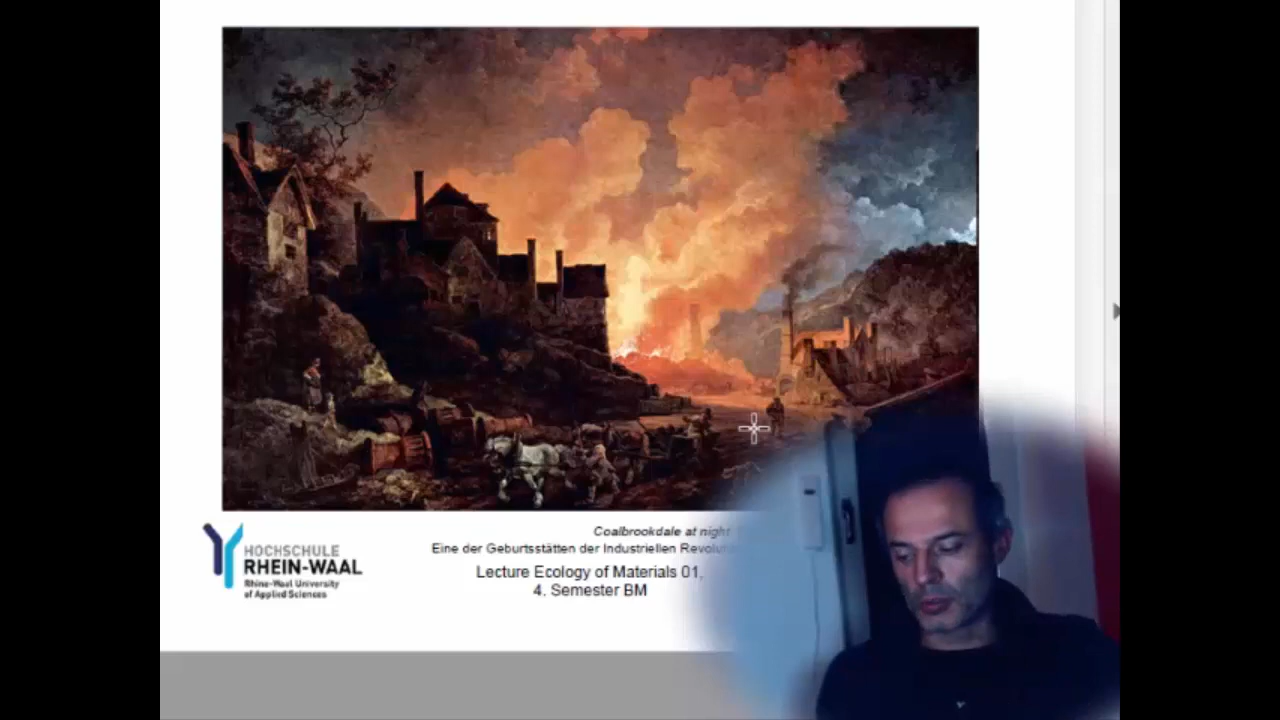 Coalbrookdale at night
Eine der Geburtsstätten der Industriellen
Lecture Ecology of Materials 01,
4. Semester BM
HOCHSCHULE
RHEIN-WAAL
Rhine-Waal University
of Applied Sciences